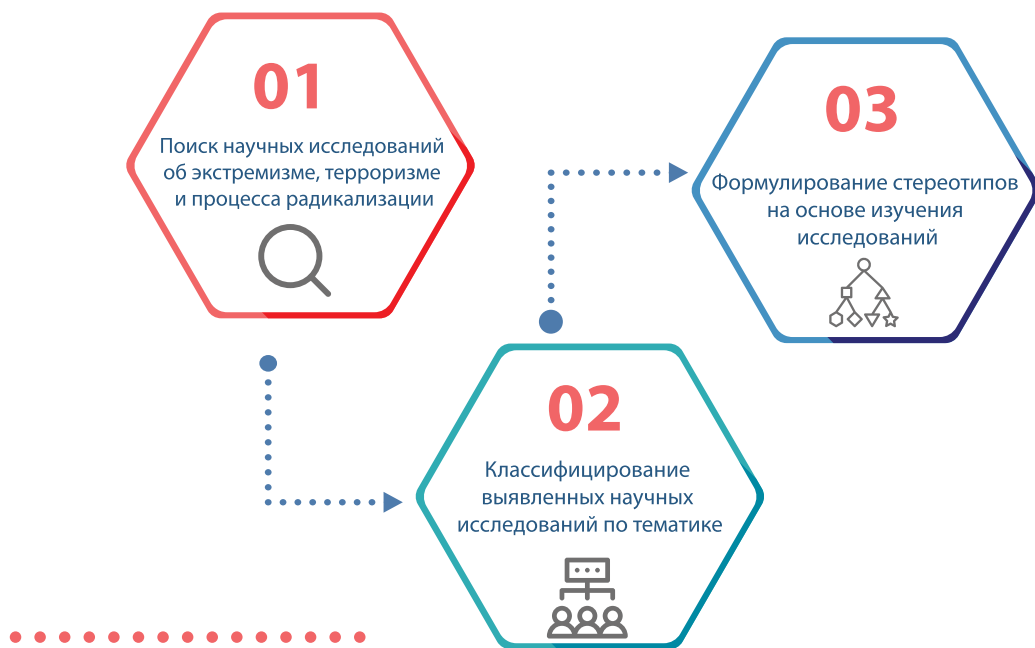 01
Поиск научных исследований
об экстремизме, терроризме
и процесса радикализации
02
Классифицирование
выявленных научных
исследований по тематике
03
Формулирование стереотипов
на основе изучения
исследований